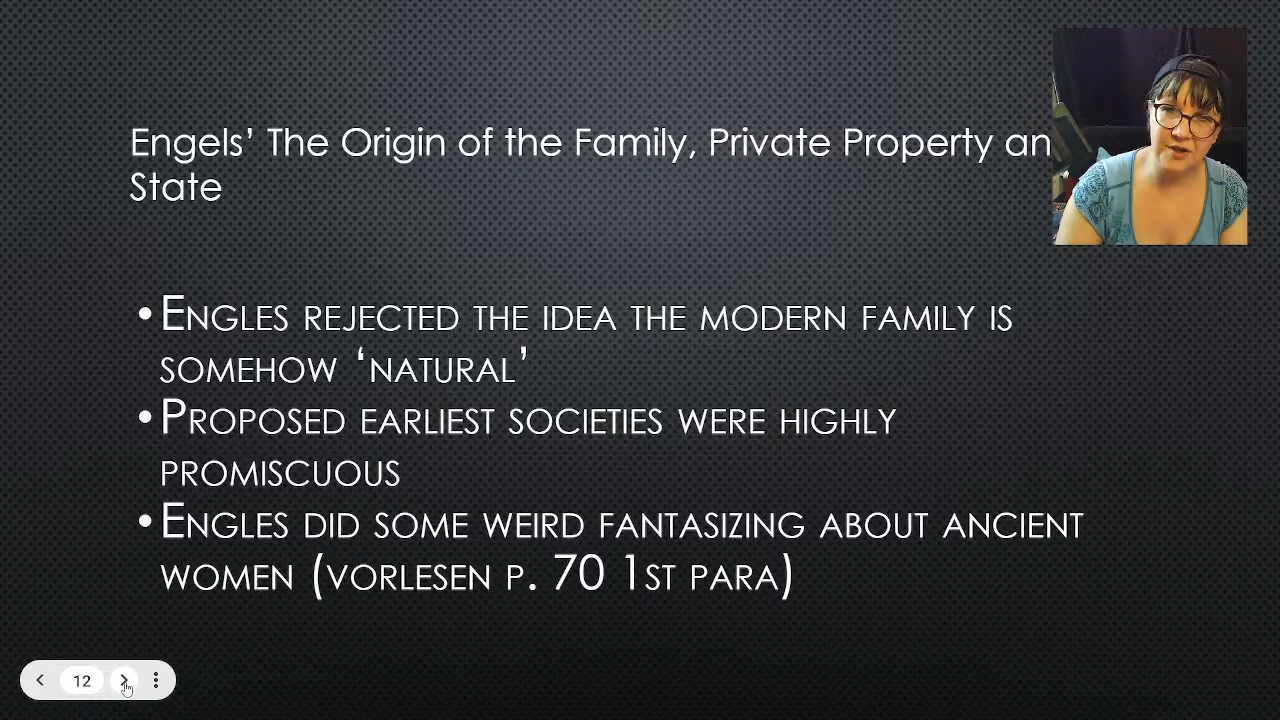 Engels’ The Origin of the Family, Private Property an
State
•Engles rejected the idea the modern family is
somehow ‘natural’
•Proposed earliest societies were highly
promiscuous
•Engles did some weird fantasizing about ancient
women (vorlesen p. 70 1st para)
12